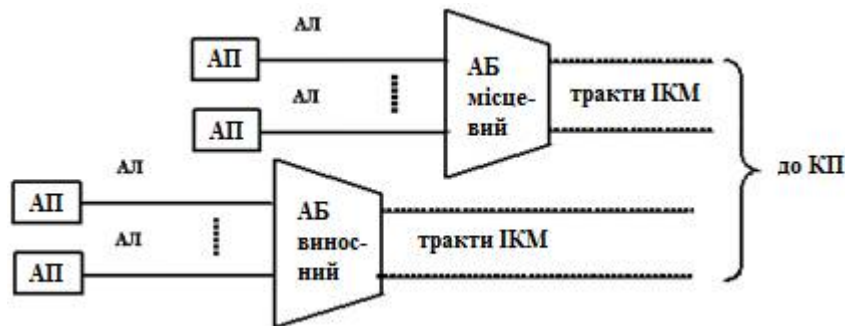 АЛ
АП
АБ
місце-
вий
тракти ІКМ
АЛ
АП
до КП
АЛ
АП
АБ
винос-
ний
тракти ІКМ
АЛ
АП